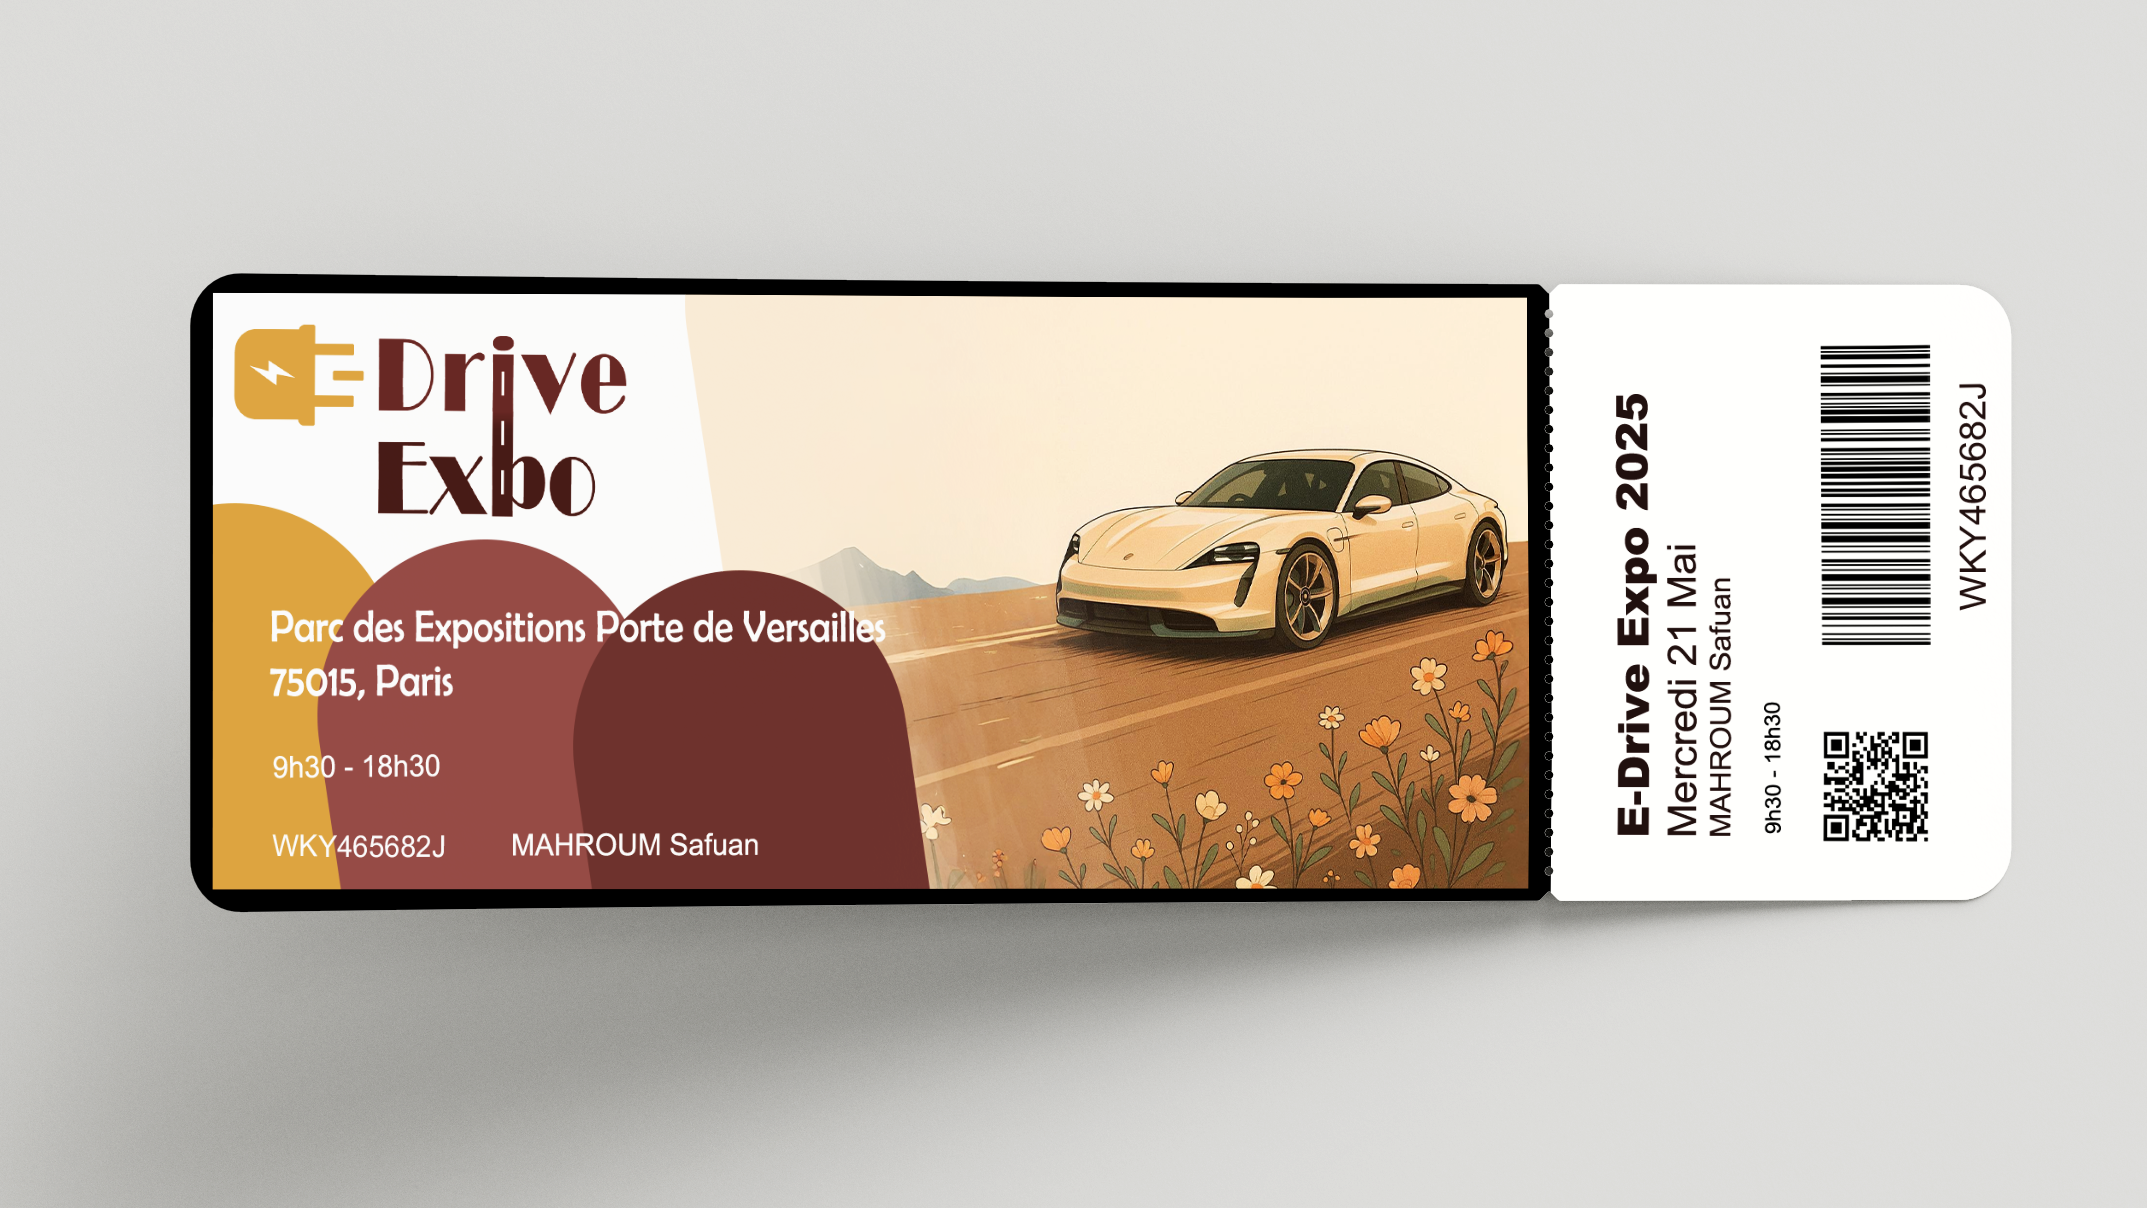 Drive
Expo
Parc des Expositions Porte de Versailles
75015, Paris
9h30 - 18h30
WKY465682J
MAHROUM Safuan
E-Drive Expo 2025
Mercredi 21 Mai
MAHROUM Safuan
9h30 - 18h30
WKY465682J